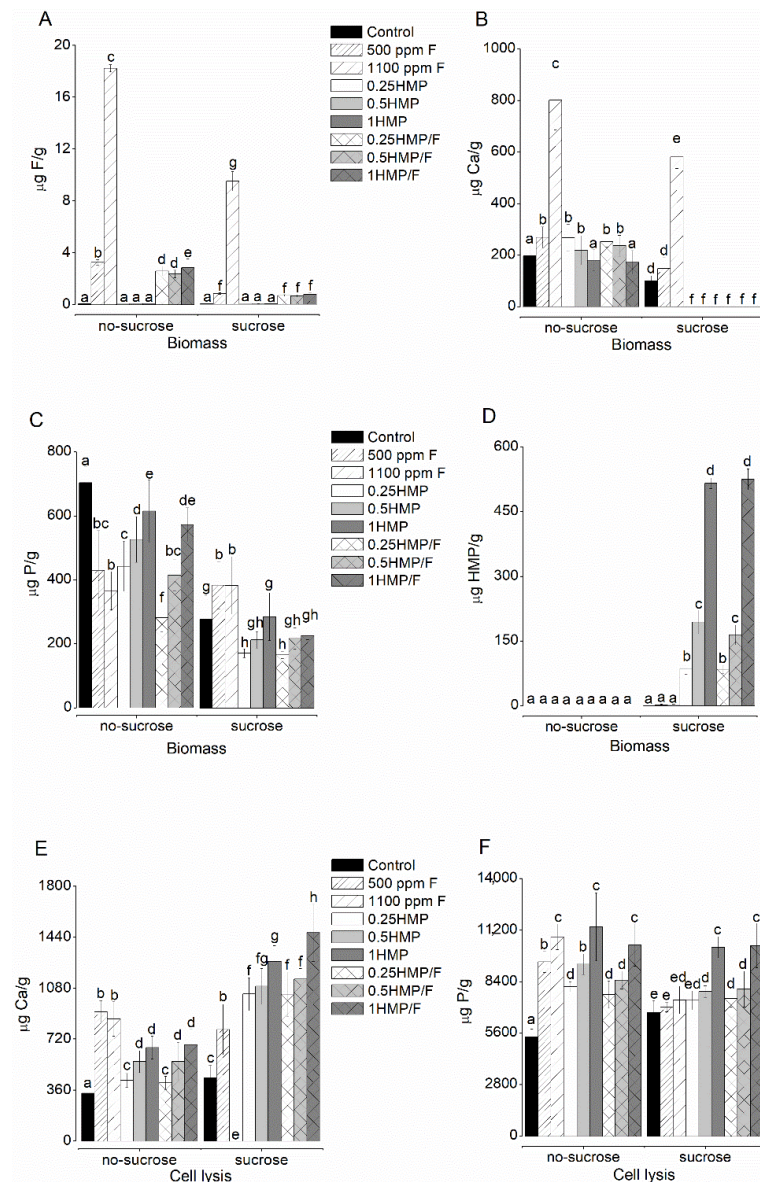 A
20
16
12
8
4
0
μg F/g
a b c a a a d d e
a f g a a a f f f
no-sucrose sucrose
Biomass
Control
500 ppm F
1100 ppm F
0.25HMP
0.5HMP
1HMP
0.25HMP/F
0.5HMP/F
1HMP/F
B
1000
800
600
400
200
0
μg Ca/g
a b c b b a b b a
d d e f f f f f f
no-sucrose sucrose
Biomass
C
800
600
400
200
0
μg P/g
a bc b c d e f bc de
g b b h gh g h gh gh
no-sucrose sucrose
Biomass
Control
500 ppm F
1100 ppm F
0.25HMP
0.5HMP
1HMP
0.25HMP/F
0.5HMP/F
1HMP/F
D
600
450
300
150
0
μg HMP/g
a a a a a a a a a
a a a b c d b c d
no-sucrose sucrose
Biomass
E
1800
1440
1080
720
360
0
μg Ca/g
a b b c d d c d d
c b e f fg g f f h
no-sucrose sucrose
Cell lysis
Control
500 ppm F
1100 ppm F
0.25HMP
0.5HMP
1HMP
0.25HMP/F
0.5HMP/F
1HMP/F
F
14,000
11,200
8400
5600
2800
0
μg P/g
a b c d b c d d c
e e ed ed d c d d c
no-sucrose sucrose
Cell lysis